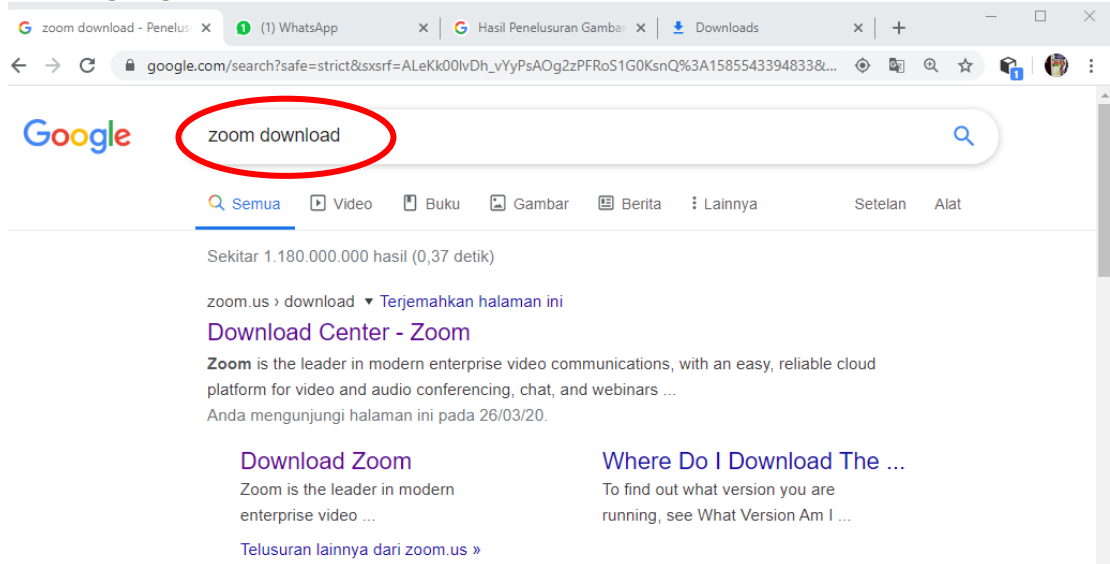 zoom download - Penelus
(1) WhatsApp
Hasil Penelusuran Gambar
Downloads
google.com/search?safe=strict&sxsrf=ALeKk00lvDh_vYyPsAOg2zPFRoS1G0KsnQ%3A1585543394833&...
1
Google
zoom download
Semua
Video
Buku
Gambar
Berita
Lainnya
Setelan
Alat
Sekitar 1.180.000.000 hasil (0,37 detik)
zoom.us › download ▼ Terjemahkan halaman ini
Download Center - Zoom
Zoom is the leader in modern enterprise video communications, with an easy, reliable cloud
platform for video and audio conferencing, chat, and webinars ...
Anda mengunjungi halaman ini pada 26/03/20.
Download Zoom
Zoom is the leader in modern
enterprise video ...
Where Do I Download The ...
To find out what version you are
running, see What Version Am I ...
Telusuran lainnya dari zoom.us »